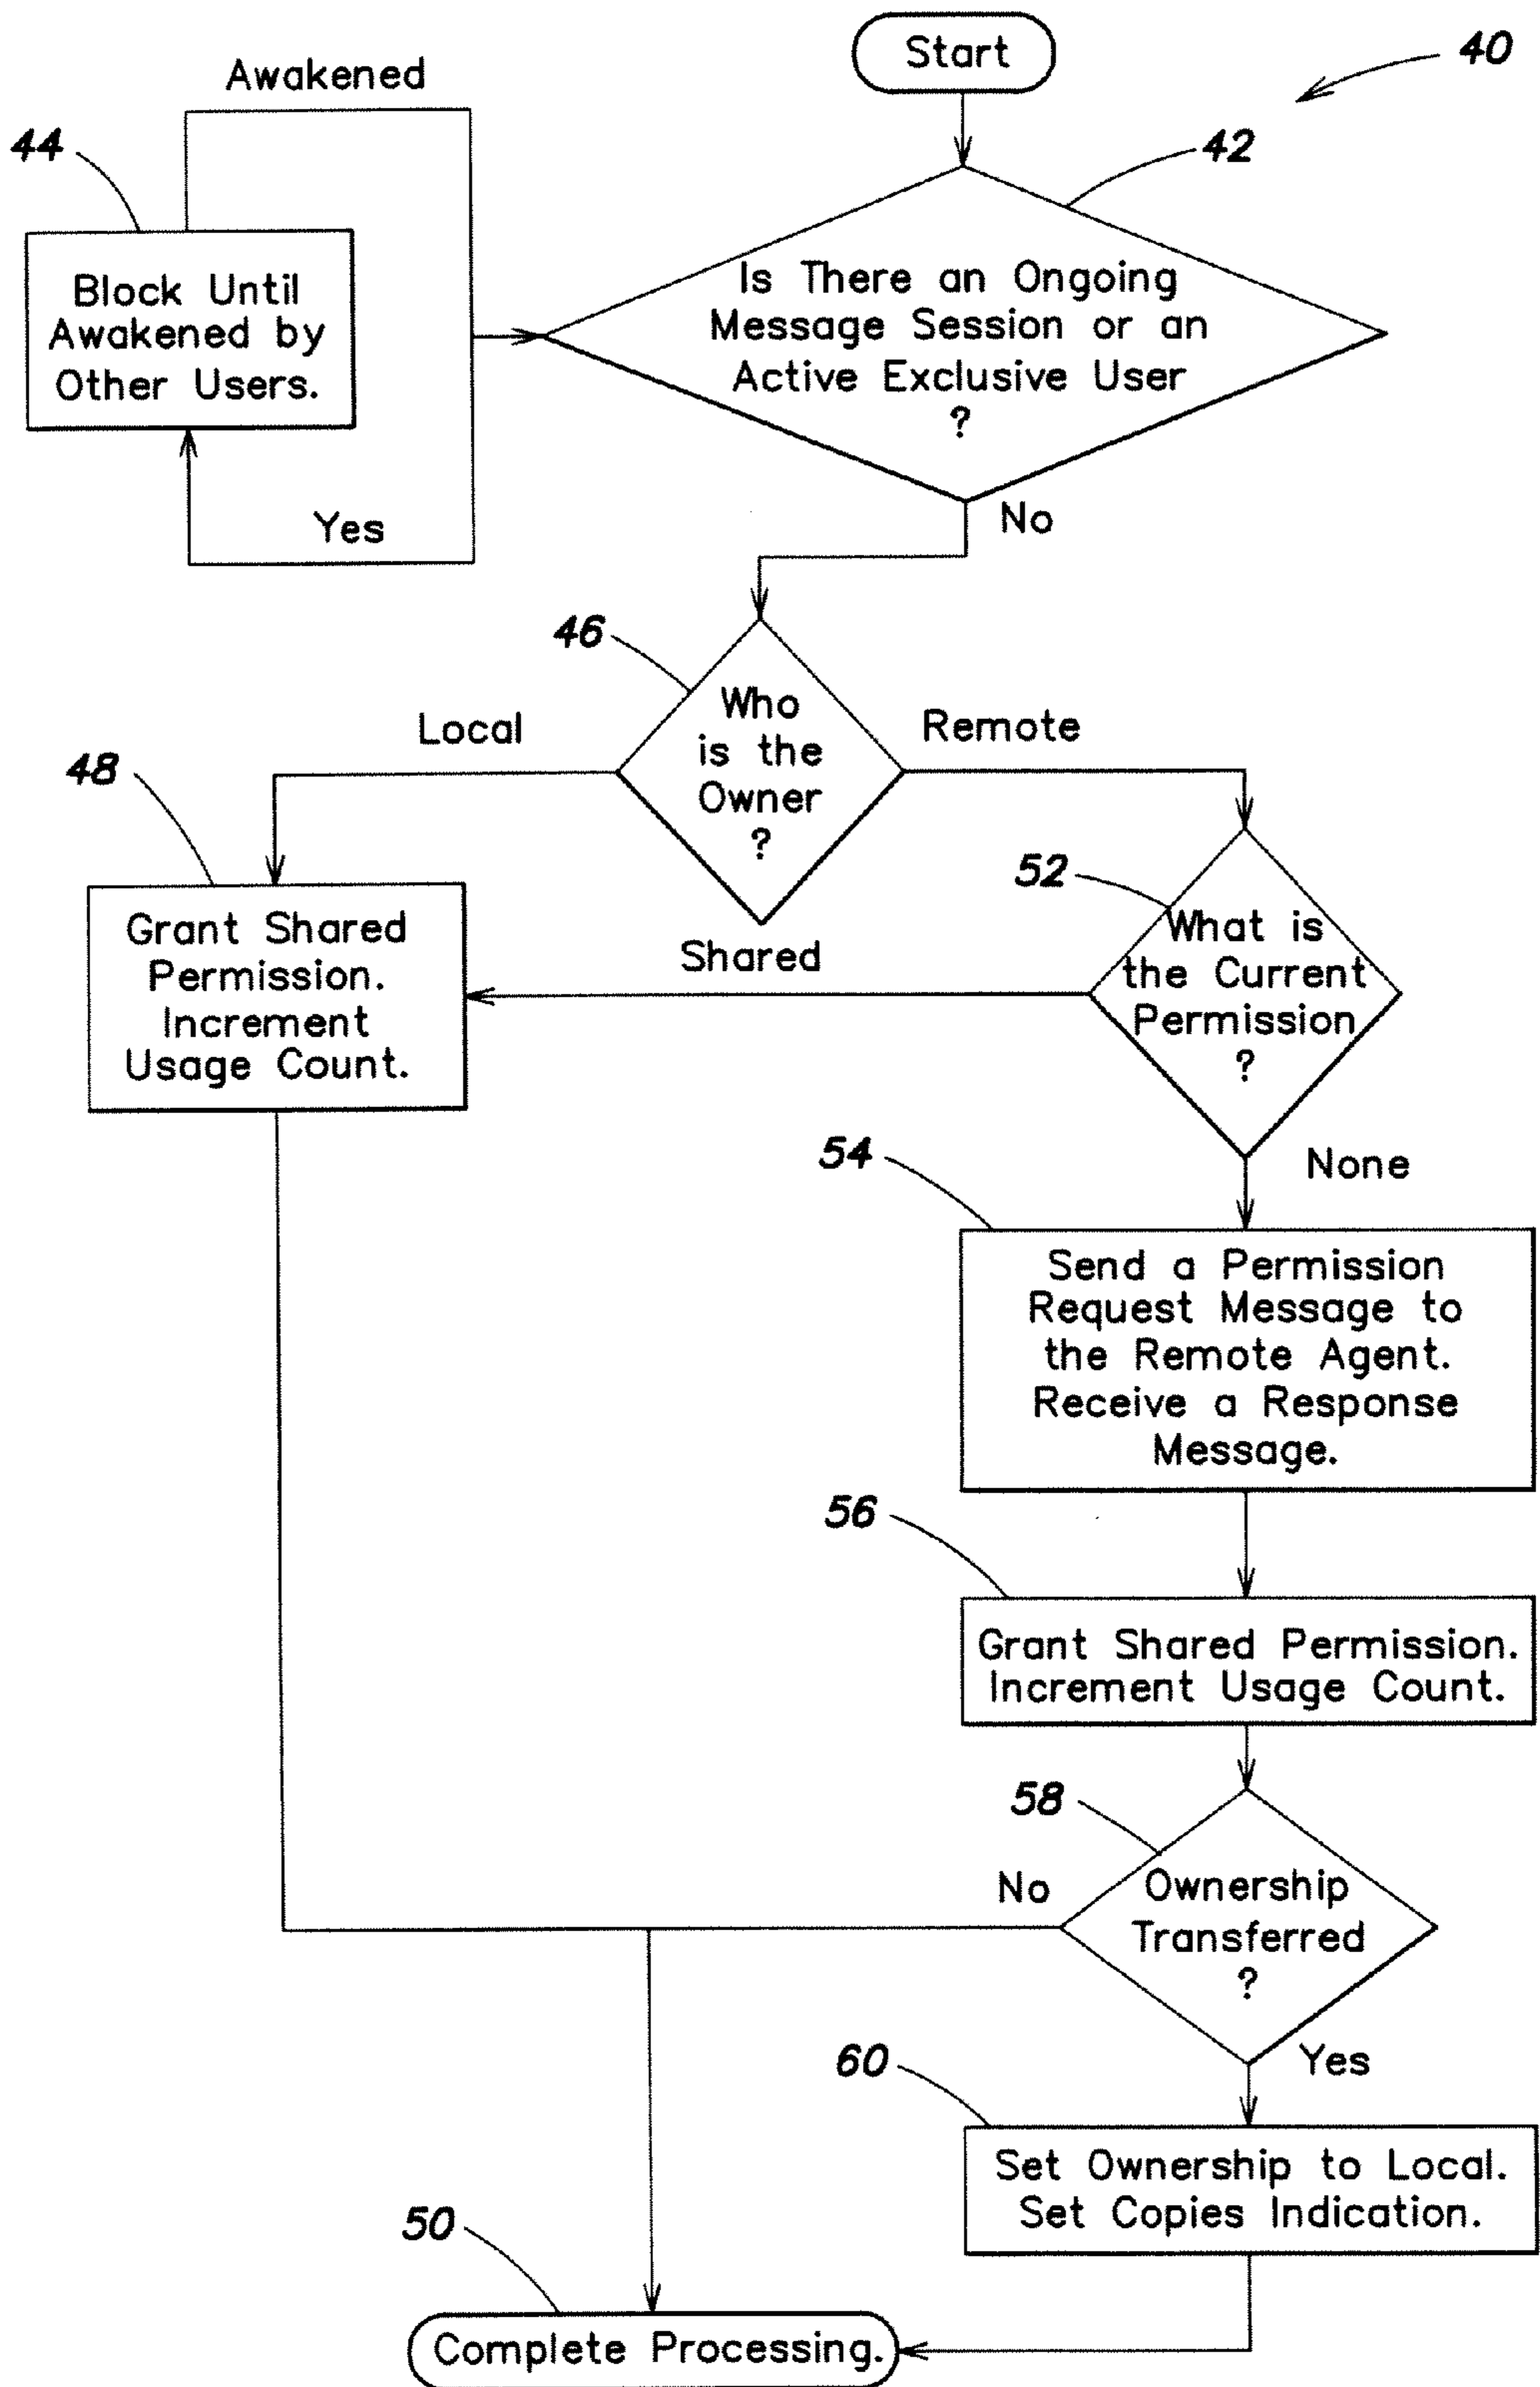 Start
40
Awakened
44
42
Block Until
Awakened by
Other Users.
Is There an Ongoing
Message Session or an
Active Exclusive User
?
Yes
No
46
Who
is the
Owner
?
Local
Remote
48
52
What is
the Current
Permission
?
Shared
Grant Shared
Permission.
Increment
Usage Count.
None
54
Send a Permission
Request Message to
the Remote Agent.
Receive a Response
Message.
56
Grant Shared Permission.
Increment Usage Count.
58
No
Ownership
Transferred
?
Yes
60
Set Ownership to Local.
Set Copies Indication.
50
Complete Processing.